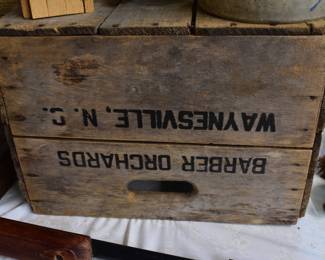 BARBER ORCHARDS
WAYNESVILLE, N. C.